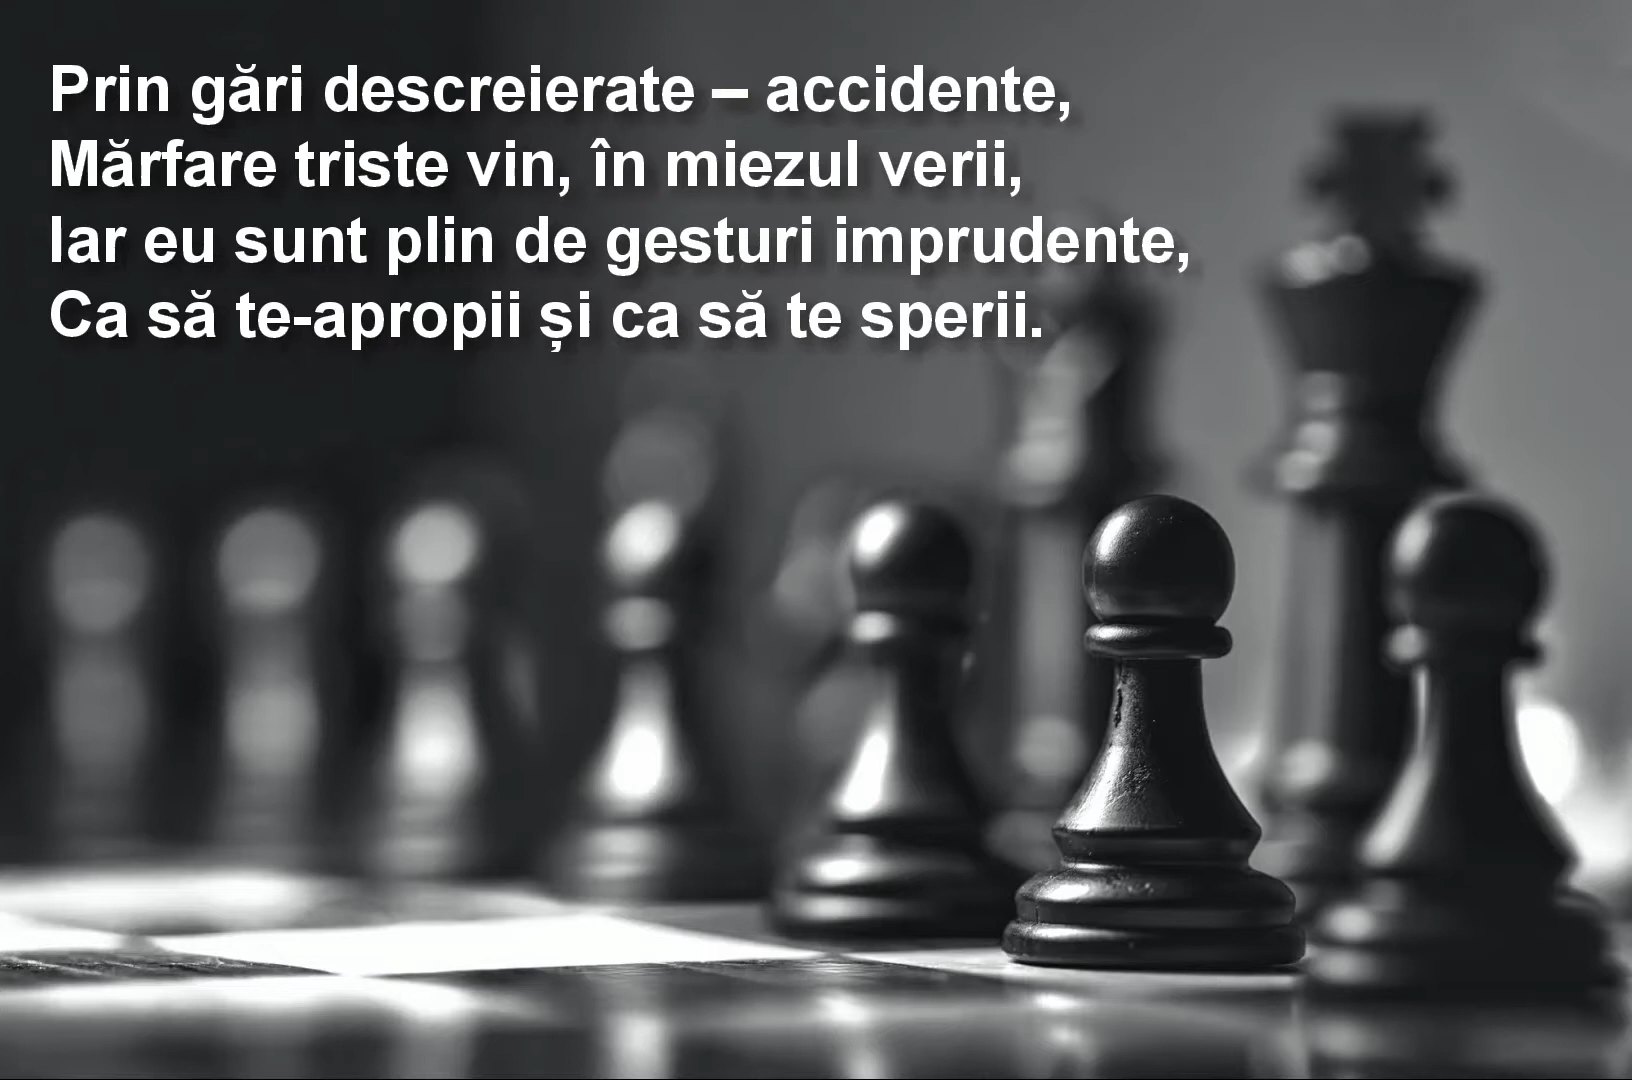 Prin gări descreierate – accidente,
Mărfare triste vin, în miezul verii,
Iar eu sunt plin de gesturi imprudente,
Ca să te-apropii și ca să te sperii.